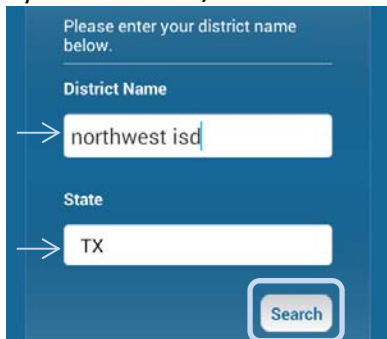 Please enter your district name
below.
District Name
northwest isd
State
TX
Search